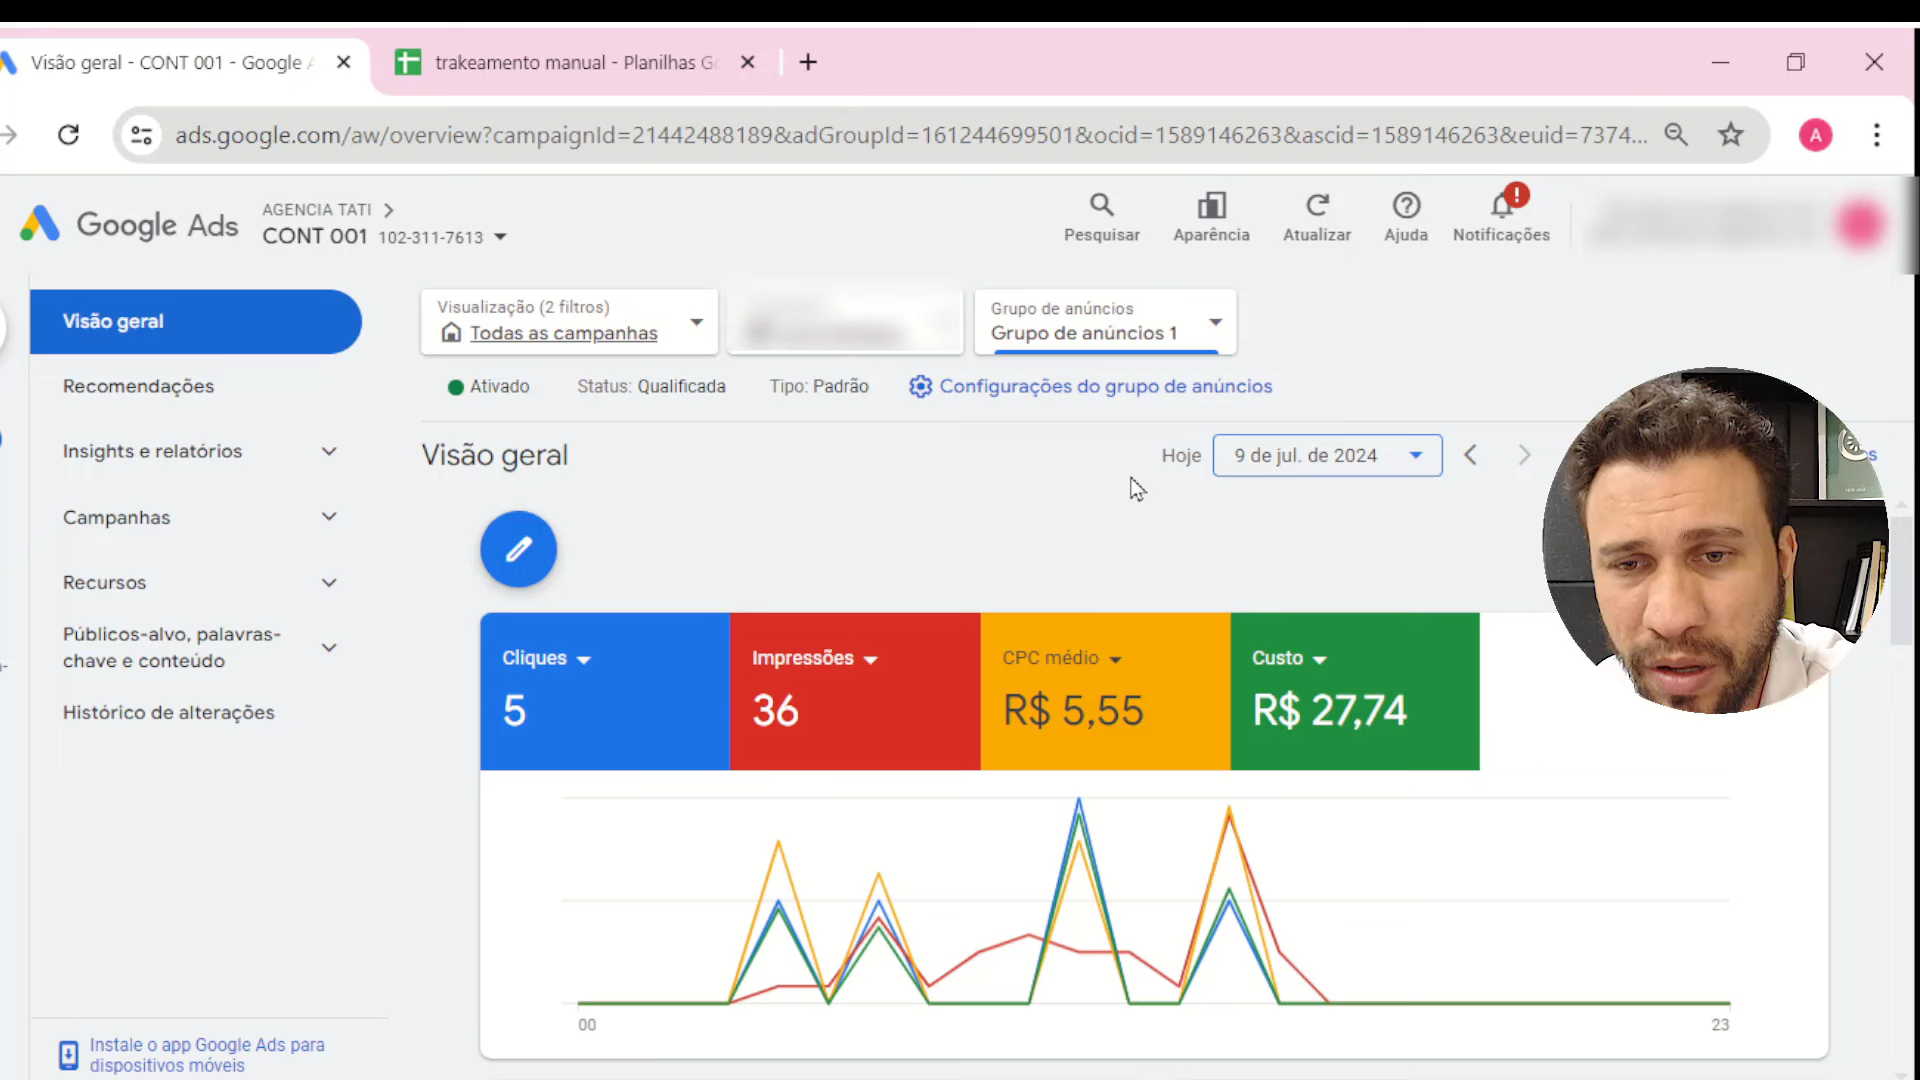 Visão geral - CONT 001 - Google A
trakeamento manual - Planilhas Go
ads.google.com/aw/overview?campaignId=21442488189&adGroupId=161244699501&ocid=1589146263&ascid=1589146263&euid=7374...
A
Google Ads
AGENCIA TATI
CONT 001 102-311-7613
Pesquisar
Aparência
Atualizar
Ajuda
!
Notificações
Visão geral
Recomendações
Insights e relatórios
Campanhas
Recursos
Públicos-alvo, palavras-
chave e conteúdo
Histórico de alterações
Instale o app Google Ads para
dispositivos móveis
Visualização (2 filtros)
Todas as campanhas
Grupo de anúncios
Grupo de anúncios 1
Ativado
Status: Qualificada
Tipo: Padrão
Configurações do grupo de anúncios
Visão geral
Hoje
9 de jul. de 2024
Cliques
5
Impressões
36
CPC médio
R$ 5,55
Custo
R$ 27,74
00
23